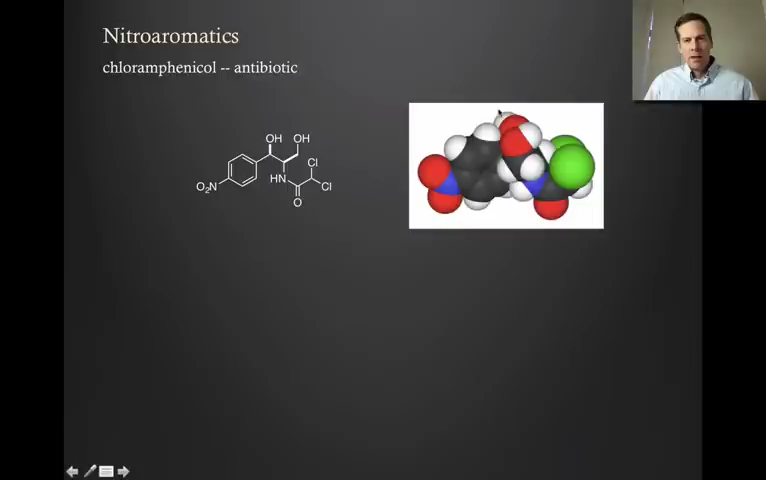 Nitroaromatics
chloramphenicol -- antibiotic
OH OH
Cl
O₂N HN Cl
O